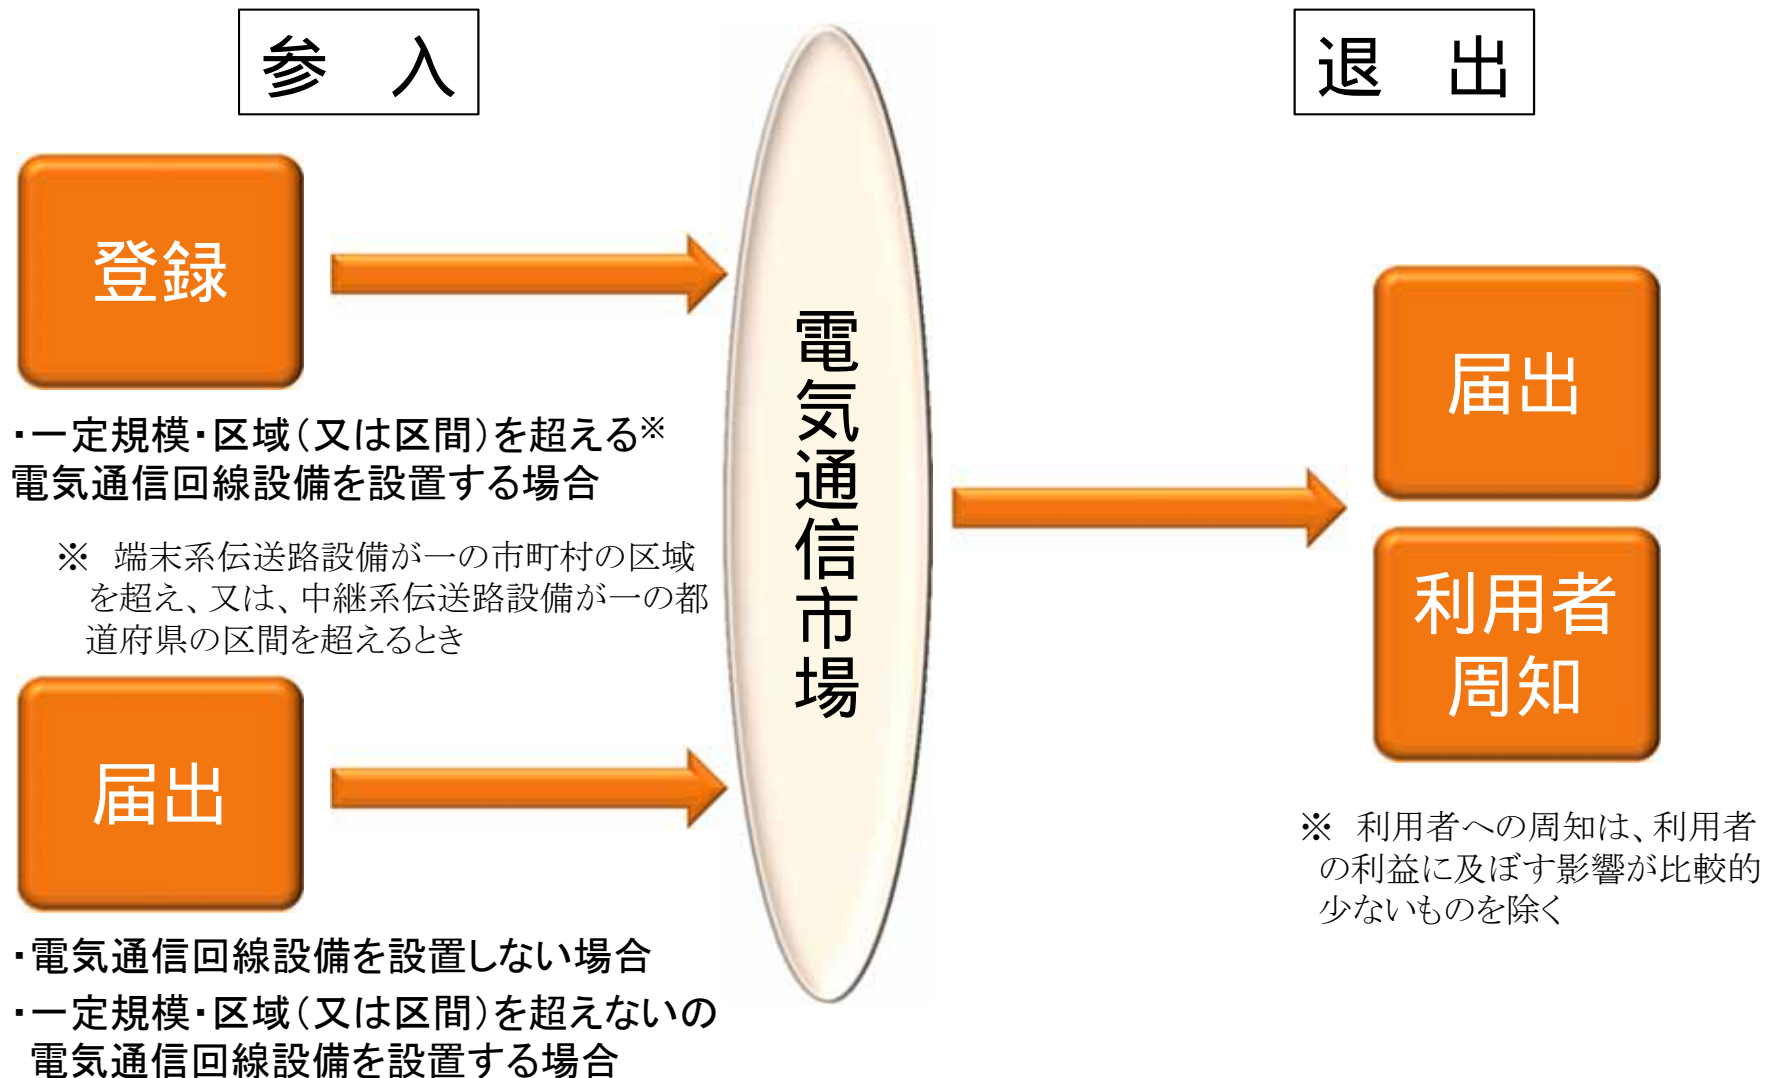 参　入
登録
・一定規模・区域（又は区間）を超える※
電気通信回線設備を設置する場合
※　端末系伝送路設備が一の市町村の区域
を超え、又は、中継系伝送路設備が一の都
道府県の区間を超えるとき
届出
・電気通信回線設備を設置しない場合
・一定規模・区域（又は区間）を超えないの
電気通信回線設備を設置する場合
電気通信市場
退　出
届出
利用者
周知
※　利用者への周知は、利用者
の利益に及ぼす影響が比較的
少ないものを除く